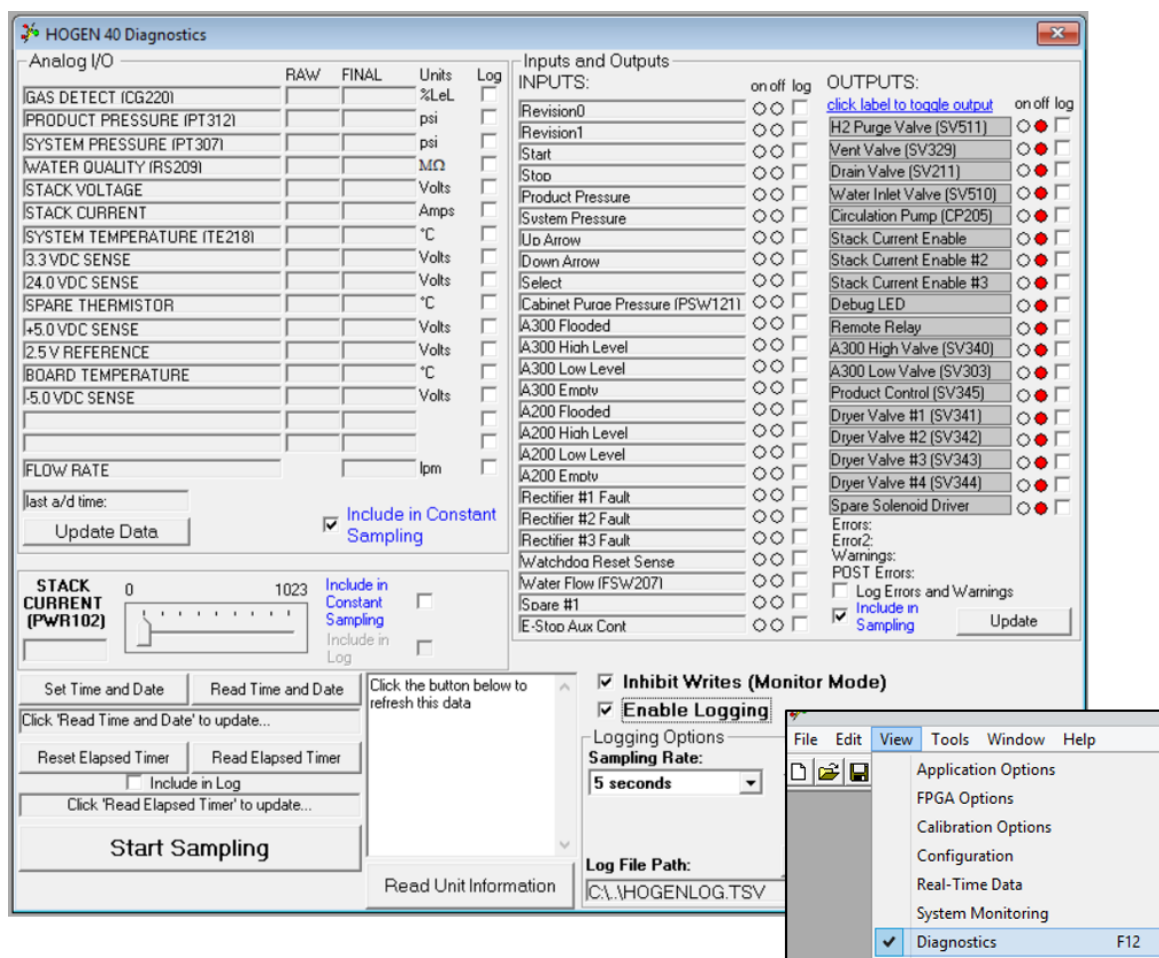 HOGEN 40 Diagnostics
Analog I/O
RAW FINAL Units Log
GAS DETECT (CG220) %LeL
PRODUCT PRESSURE (PT312) psi
SYSTEM PRESSURE (PT307) psi
WATER QUALITY (RS209) MΩ
STACK VOLTAGE Volts
STACK CURRENT Amps
SYSTEM TEMPERATURE (TE218) °C
3.3 VDC SENSE Volts
24.0 VDC SENSE Volts
SPARE THERMISTOR °C
+5.0 VDC SENSE Volts
2.5 V REFERENCE Volts
BOARD TEMPERATURE °C
-5.0 VDC SENSE Volts
FLOW RATE lpm
last a/d time:
Update Data
Include in Constant
Sampling
STACK
CURRENT
(PWR102)
0 1023
Include in
Constant
Sampling
Include in
Log
Set Time and Date Read Time and Date
Click 'Read Time and Date' to update...
Reset Elapsed Timer Read Elapsed Timer
Include in Log
Click 'Read Elapsed Timer' to update...
Start Sampling
Click the button below to
refresh this data
Read Unit Information
Inputs and Outputs
INPUTS: on off log
Revision0
Revision1
Start
Stop
Product Pressure
System Pressure
Up Arrow
Down Arrow
Select
Cabinet Purge Pressure (PSW121)
A300 Flooded
A300 High Level
A300 Low Level
A300 Empty
A200 Flooded
A200 High Level
A200 Low Level
A200 Empty
Rectifier #1 Fault
Rectifier #2 Fault
Rectifier #3 Fault
Watchdog Reset Sense
Water Flow (FSW207)
Spare #1
E-Stop Aux Cont
OUTPUTS:
click label to toggle output on off log
H2 Purge Valve (SV511)
Vent Valve (SV329)
Drain Valve (SV211)
Water Inlet Valve (SV510)
Circulation Pump (CP205)
Stack Current Enable
Stack Current Enable #2
Stack Current Enable #3
Debug LED
Remote Relay
A300 High Valve (SV340)
A300 Low Valve (SV303)
Product Control (SV345)
Dryer Valve #1 (SV341)
Dryer Valve #2 (SV342)
Dryer Valve #3 (SV343)
Dryer Valve #4 (SV344)
Spare Solenoid Driver
Errors:
Error2:
Warnings:
POST Errors:
Log Errors and Warnings
Include in
Sampling
Update
Inhibit Writes (Monitor Mode)
Enable Logging
Logging Options
Sampling Rate:
5 seconds
Log File Path:
C:\..\HOGENLOG.TSV
File Edit View Tools Window Help
Application Options
FPGA Options
Calibration Options
Configuration
Real-Time Data
System Monitoring
Diagnostics F12